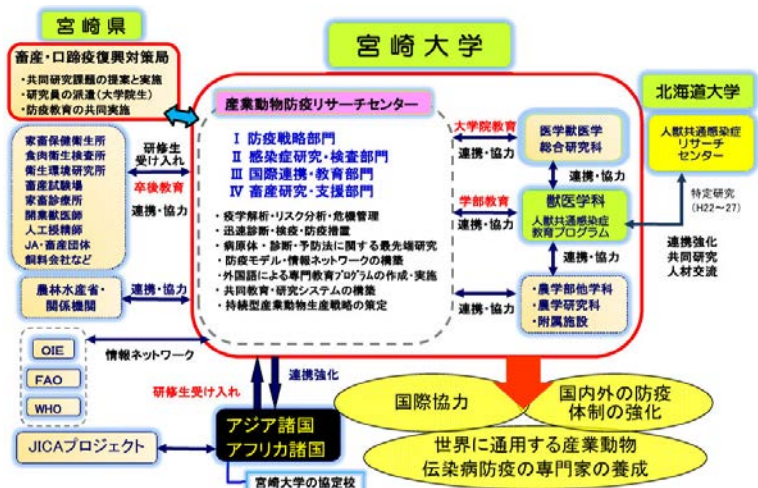 宮崎県
畜産・口蹄疫復興対策局
・共同研究課題の提案と実施
・研究員の派遣(大学院生)
・防疫教育の共同実施
家畜保健衛生所
食肉衛生検査所
衛生環境研究所
畜産試験場
家畜診療所
開業獣医師
人工授精師
JA・畜産団体
飼料会社など
研修生
受け入れ
卒後教育
連携・協力
農林水産省・
関係機関
連携・協力
OIE
FAO
WHO
情報ネットワーク
JICAプロジェクト
宮崎大学
産業動物防疫リサーチセンター
Ⅰ 防疫戦略部門
Ⅱ 感染症研究・検査部門
Ⅲ 国際連携・教育部門
Ⅳ 畜産研究・支援部門
・疫学解析・リスク分析・危機管理
・迅速診断・検疫・防疫措置
・病原体・診断・予防法に関する最先端研究
・防疫モデル・情報ネットワークの構築
・外国語による専門教育プログラムの作成・実施
・共同教育・研究システムの構築
・持続型産業動物生産戦略の策定
大学院教育
連携・協力
医学獣医学
総合研究科
連携・協力
学部教育
連携・協力
獣医学科
人獣共通感染症
教育プログラム
連携・協力
連携・協力
・農学部他学科
・農学研究科
・附属施設
北海道大学
人獣共通感染症
リサーチ
センター
特定研究
(H22~27)
連携強化
共同研究
人材交流
研修生受け入れ
連携強化
アジア諸国
アフリカ諸国
宮崎大学の協定校
国際協力
国内外の防疫
体制の強化
世界に通用する産業動物
伝染病防疫の専門家の養成